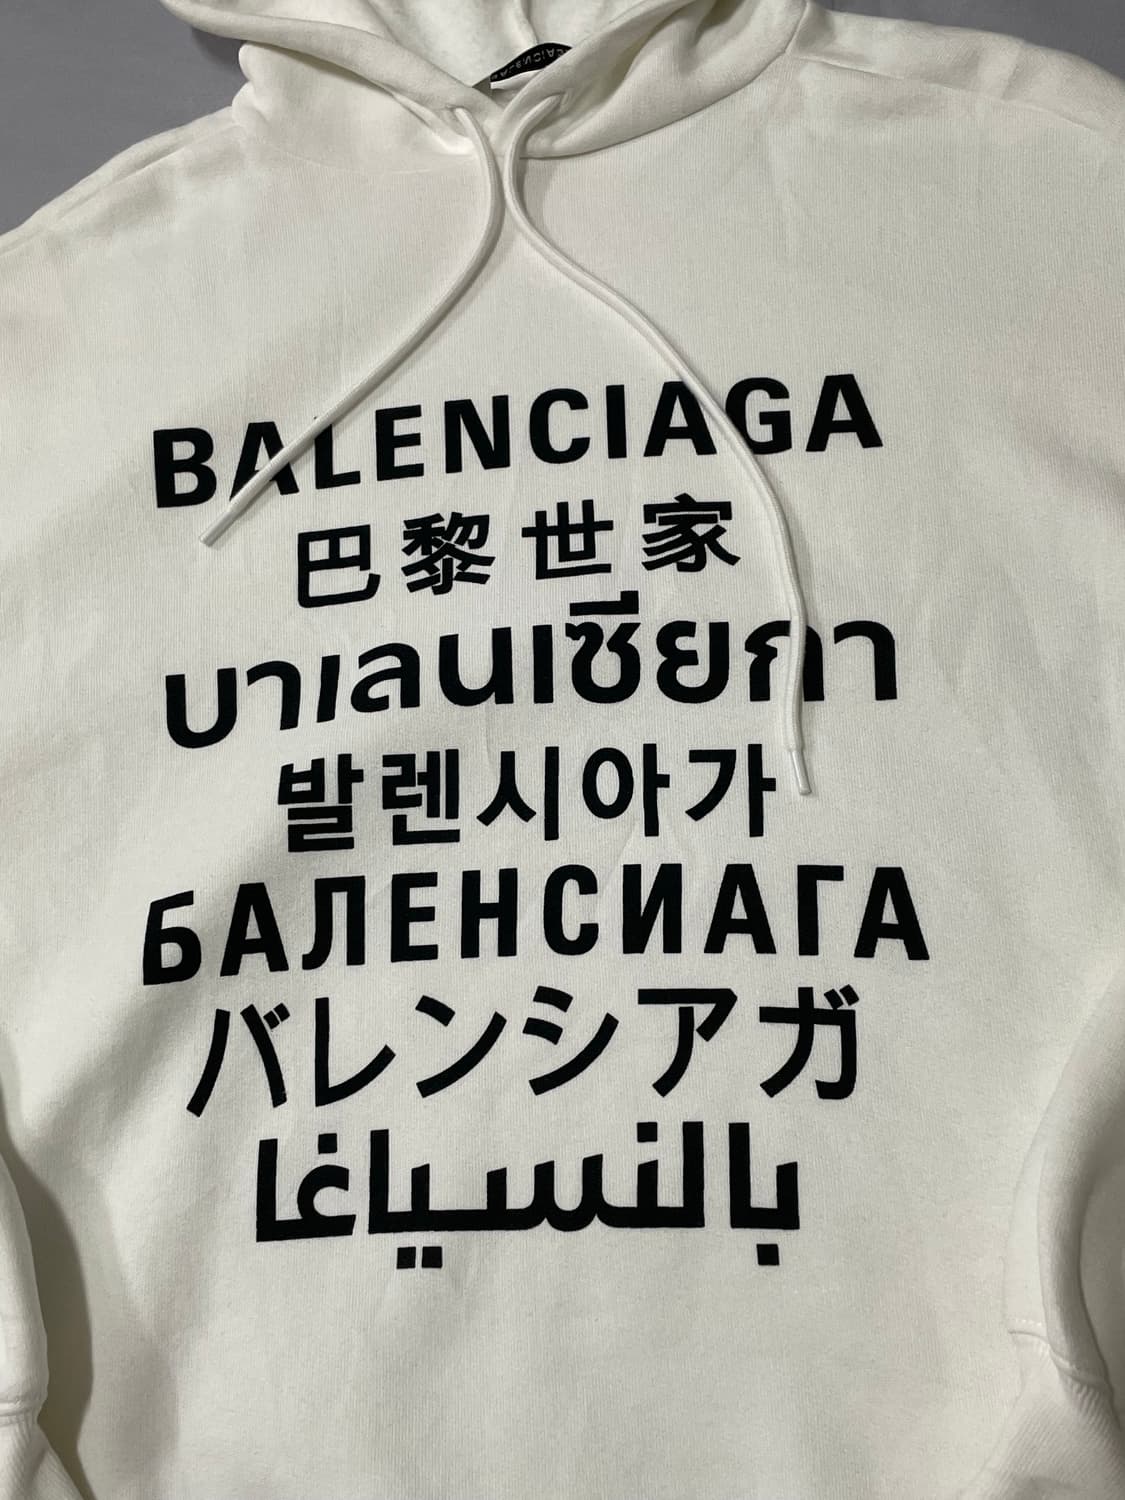 BALENCIAGA
巴黎世家
บาเลนเซียกา
발렌시아가
БАЛЕНСИАГА
バレンシアガ
بالنسياغا